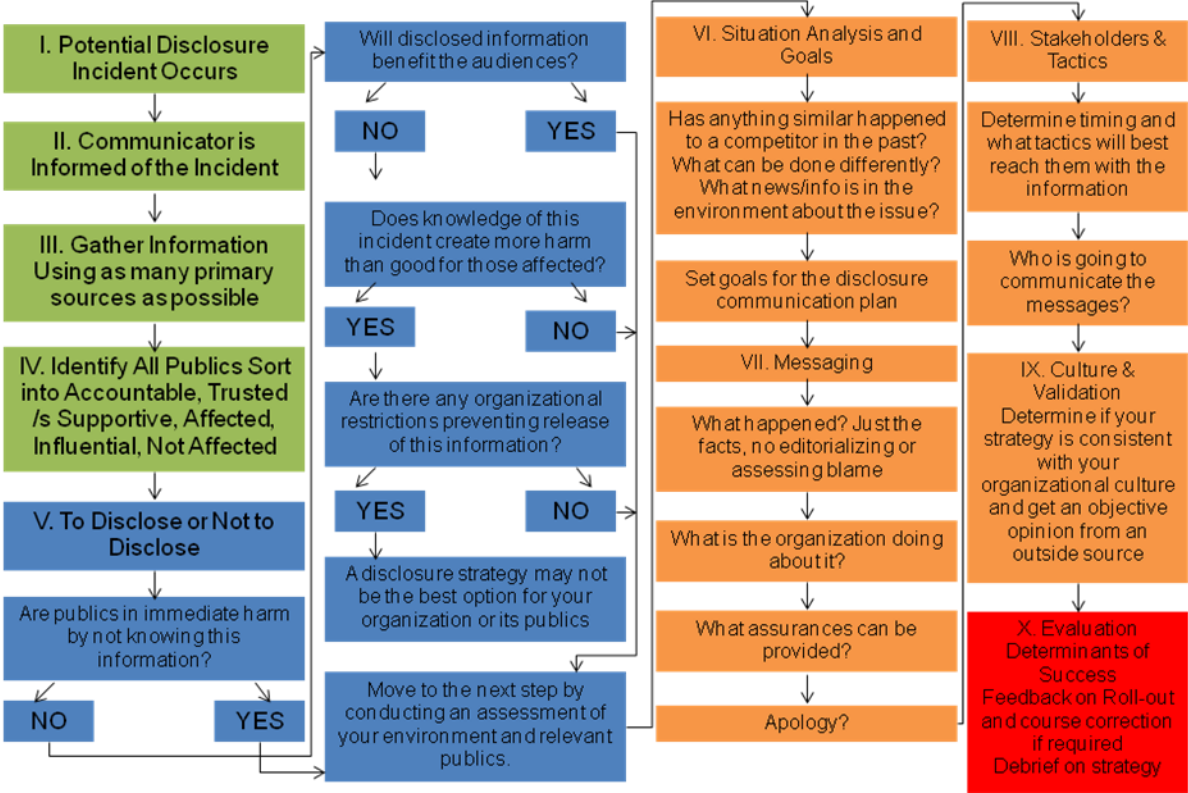 I. Potential Disclosure
Incident Occurs
II. Communicator is
Informed of the Incident
III. Gather Information
Using as many primary
sources as possible
IV. Identify All Publics Sort
into Accountable, Trusted
/s Supportive, Affected,
Influential, Not Affected
V. To Disclose or Not to
Disclose
Are publics in immediate harm
by not knowing this
information?
NO
YES
Will disclosed information
benefit the audiences?
NO
YES
Does knowledge of this
incident create more harm
than good for those affected?
YES
NO
Are there any organizational
restrictions preventing release
of this information?
YES
NO
A disclosure strategy may not
be the best option for your
organization or its publics
Move to the next step by
conducting an assessment of
your environment and relevant
publics.
VI. Situation Analysis and
Goals
Has anything similar happened
to a competitor in the past?
What can be done differently?
What news/info is in the
environment about the issue?
Set goals for the disclosure
communication plan
VII. Messaging
What happened? Just the
facts, no editorializing or
assessing blame
What is the organization doing
about it?
What assurances can be
provided?
Apology?
VIII. Stakeholders &
Tactics
Determine timing and
what tactics will best
reach them with the
information
Who is going to
communicate the
messages?
IX. Culture &
Validation
Determine if your
strategy is consistent
with your
organizational culture
and get an objective
opinion from an
outside source
X. Evaluation
Determinants of
Success
Feedback on Roll-out
and course correction
if required
Debrief on strategy